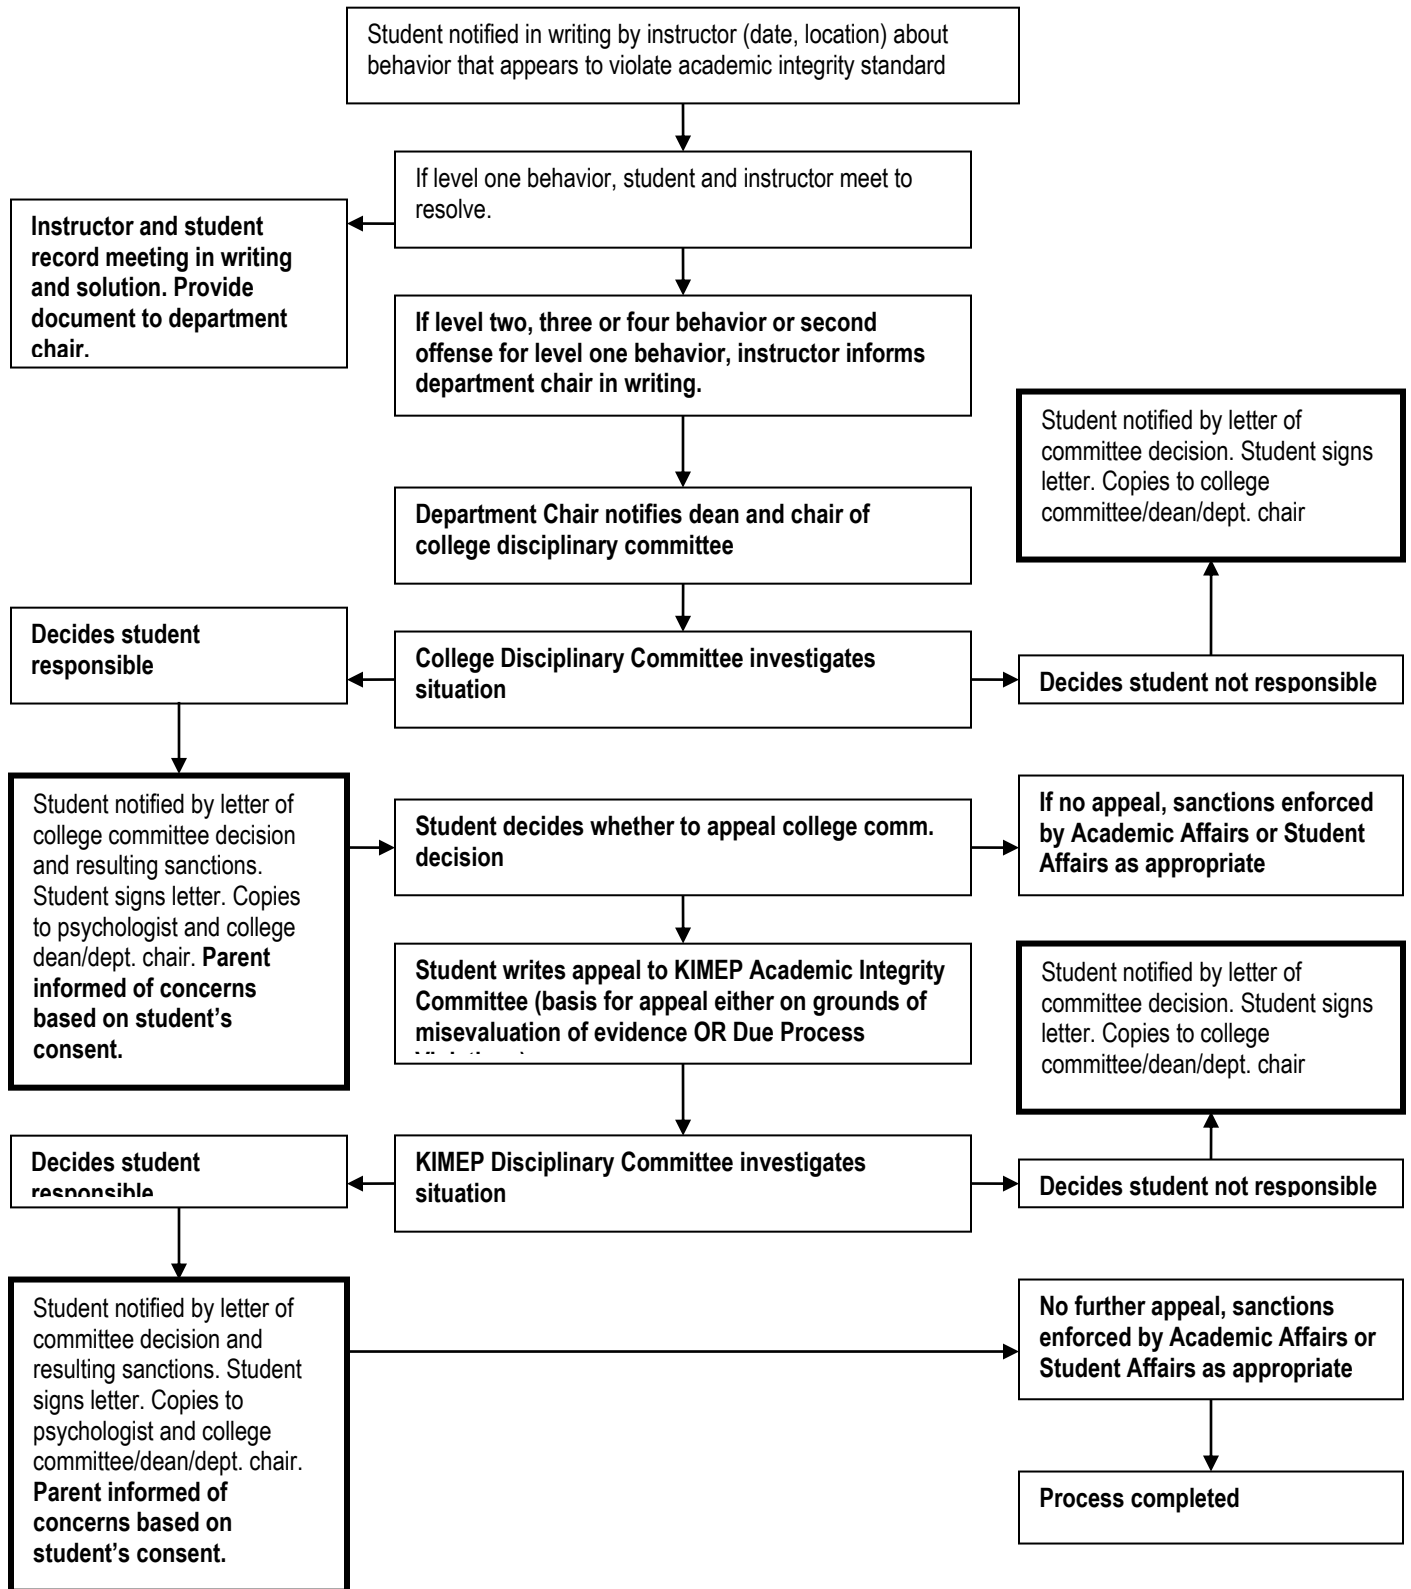 Student notified in writing by instructor (date, location) about
behavior that appears to violate academic integrity standard
If level one behavior, student and instructor meet to
resolve.
Instructor and student
record meeting in writing
and solution. Provide
document to department
chair.
If level two, three or four behavior or second
offense for level one behavior, instructor informs
department chair in writing.
Student notified by letter of
committee decision. Student signs
letter. Copies to college
committee/dean/dept. chair
Department Chair notifies dean and chair of
college disciplinary committee
Decides student
responsible
College Disciplinary Committee investigates
situation
Decides student not responsible
Student notified by letter of
college committee decision
and resulting sanctions.
Student signs letter. Copies
to psychologist and college
dean/dept. chair. Parent
informed of concerns
based on student’s
consent.
Student decides whether to appeal college comm.
decision
If no appeal, sanctions enforced
by Academic Affairs or Student
Affairs as appropriate
Student writes appeal to KIMEP Academic Integrity
Committee (basis for appeal either on grounds of
misevaluation of evidence OR Due Process
Student notified by letter of
committee decision. Student signs
letter. Copies to college
committee/dean/dept. chair
Decides student
responsible
KIMEP Disciplinary Committee investigates
situation
Decides student not responsible
Student notified by letter of
committee decision and
resulting sanctions. Student
signs letter. Copies to
psychologist and college
committee/dean/dept. chair.
Parent informed of
concerns based on
student’s consent.
No further appeal, sanctions
enforced by Academic Affairs or
Student Affairs as appropriate
Process completed